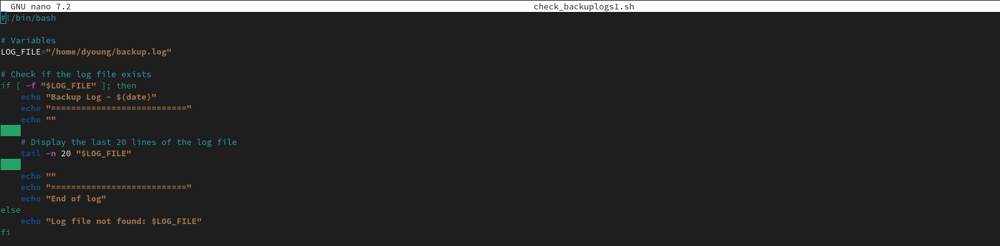 GNU nano 7.2 check_backuplogs1.sh
#!/bin/bash
# Variables
LOG_FILE="/home/dyoung/backup.log"
# Check if the log file exists
if [ -f "$LOG_FILE" ]; then
    echo "Backup Log - $(date)"
    echo "==========================="
    echo ""
    # Display the last 20 lines of the log file
    tail -n 20 "$LOG_FILE"
    echo ""
    echo "==========================="
    echo "End of log"
else
    echo "Log file not found: $LOG_FILE"
fi